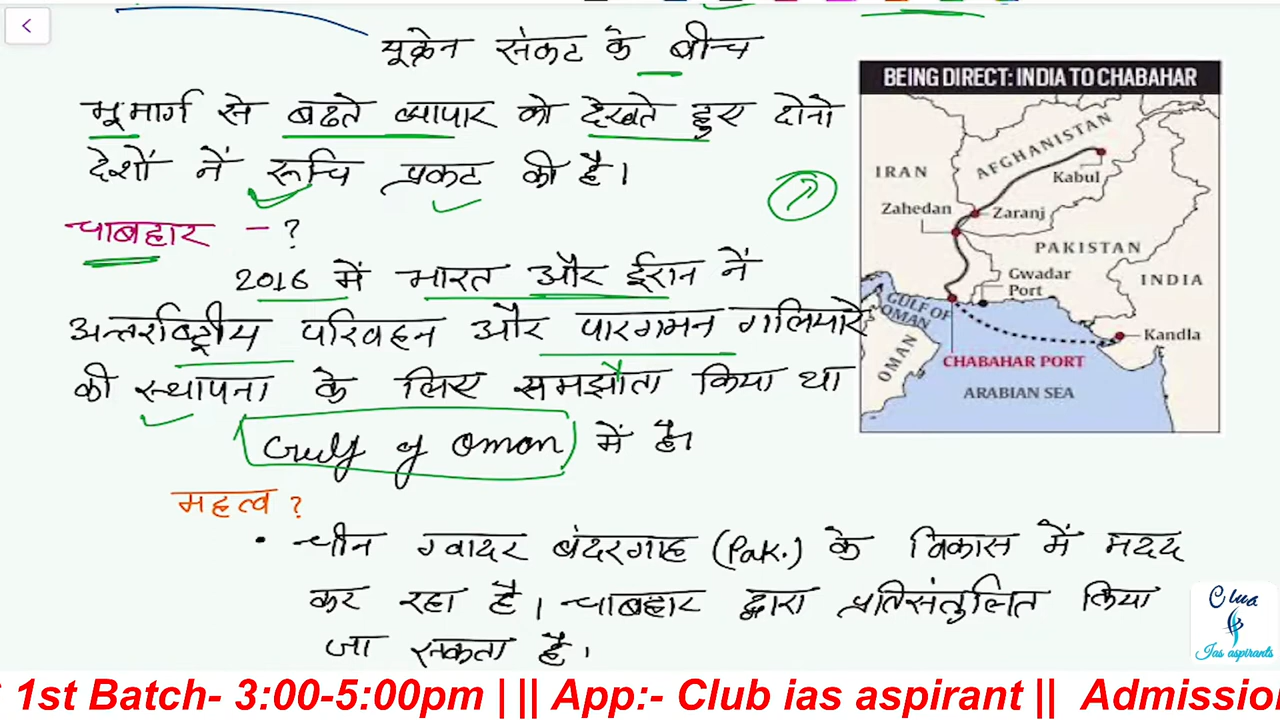 यूक्रेन संकट के बीच
भूमार्ग से बढते व्यापार को देखते हुए दोनो
देशों नें रूचि प्रकट की है।
चाबहार - ?
2016 में भारत और ईरान नें
अन्तर्राष्ट्रीय परिवहन और पारगमन गलियारे
की स्थापना के लिए समझौता किया था
Gulf of Oman में है।
महत्व ?
• चीन ग्वादर बंदरगाह (Pak.) के विकास में मदद
कर रहा है। चाबहार द्वारा प्रतिसंतुलित किया
जा सकता है।
BEING DIRECT: INDIA TO CHABAHAR
AFGHANISTAN
IRAN
Kabul
Zahedan
Zaranj
PAKISTAN
Gwadar
Port
INDIA
GULF OF
OMAN
Kandla
OMAN
CHABAHAR PORT
ARABIAN SEA
Club
Ias aspirants
1st Batch- 3:00-5:00pm | || App:- Club ias aspirant || Admission